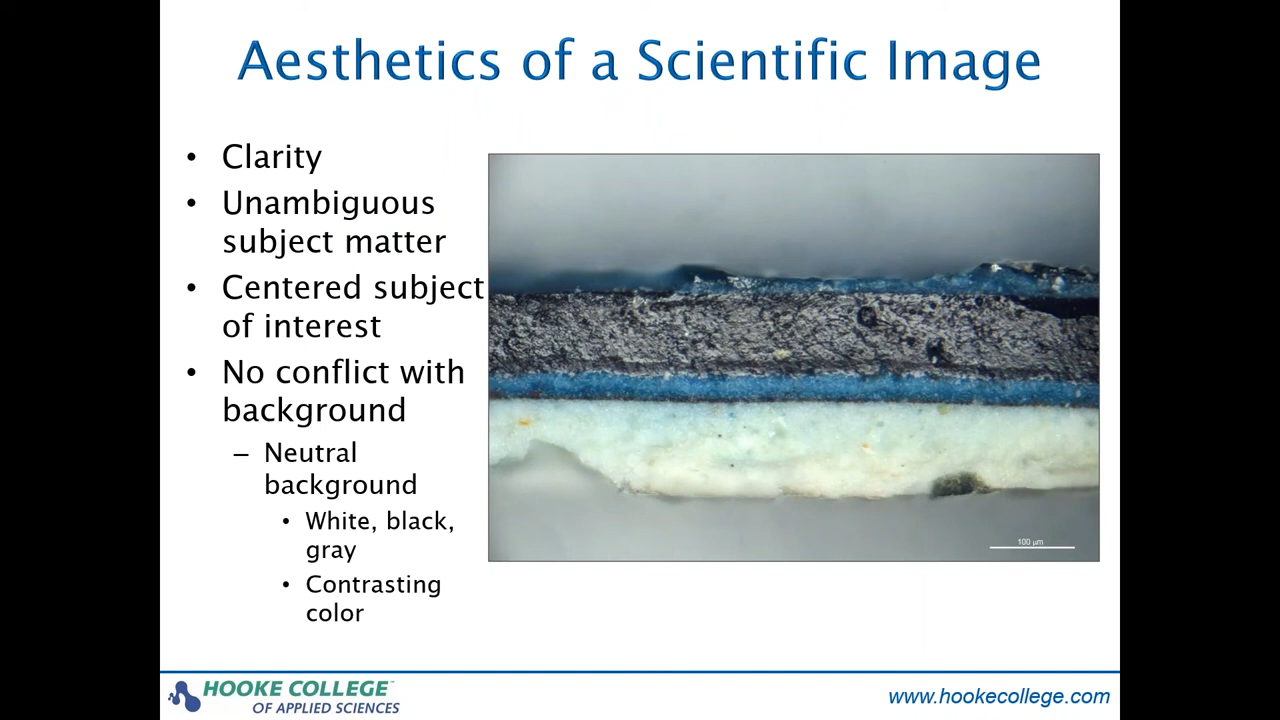 Aesthetics of a Scientific Image
• Clarity
• Unambiguous
subject matter
• Centered subject
of interest
• No conflict with
background
– Neutral
background
• White, black,
gray
• Contrasting
color
100 µm
HOOKE COLLEGE™
OF APPLIED SCIENCES
www.hookecollege.com